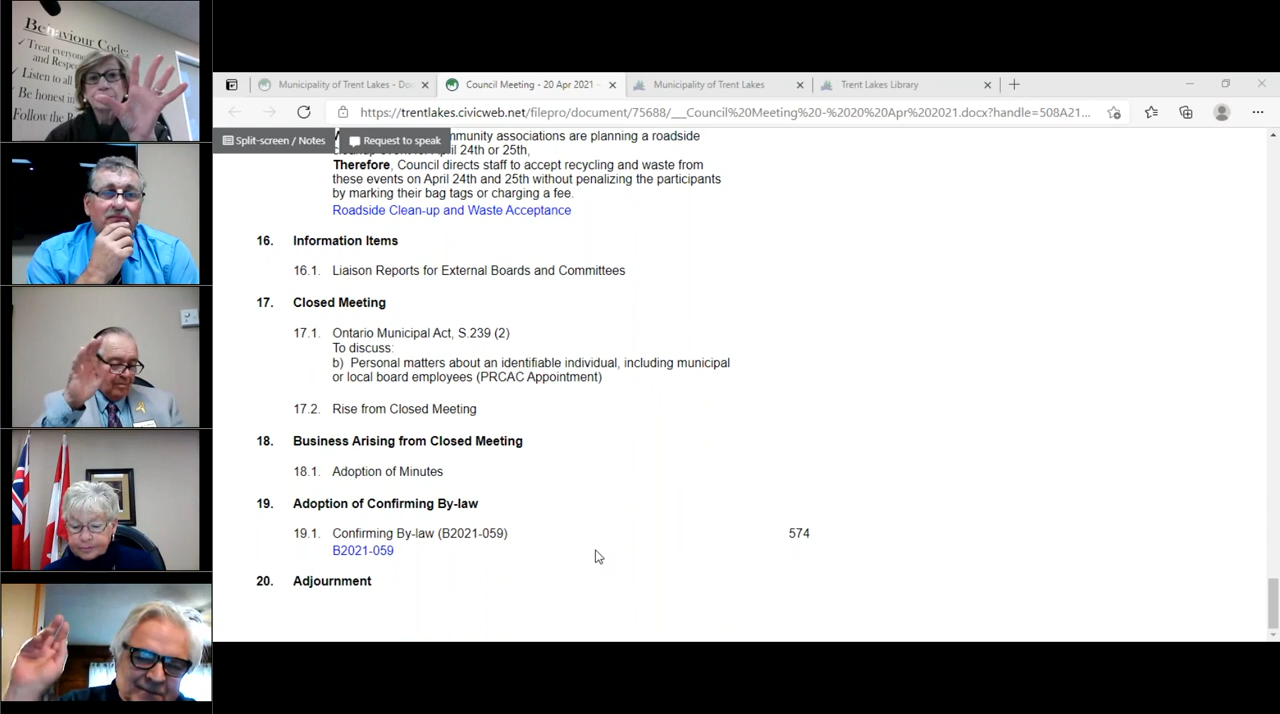 Behaviour Code:
✓ Treat everyone
and Respe
✓ Listen to all
✓ Be honest in
Follow the R
Municipality of Trent Lakes - Do
Council Meeting - 20 Apr 2021 -
Municipality of Trent Lakes
Trent Lakes Library
https://trentlakes.civicweb.net/filepro/document/75688/__Council%20Meeting%20-%2020%20Apr%202021.docx?handle=508A21...
Split-screen / Notes
Request to speak
mmunity associations are planning a roadside
24th or 25th,
Therefore, Council directs staff to accept recycling and waste from
these events on April 24th and 25th without penalizing the participants
by marking their bag tags or charging a fee.
Roadside Clean-up and Waste Acceptance
16. Information Items
16.1. Liaison Reports for External Boards and Committees
17. Closed Meeting
17.1. Ontario Municipal Act, S.239 (2)
To discuss:
b) Personal matters about an identifiable individual, including municipal
or local board employees (PRCAC Appointment)
17.2. Rise from Closed Meeting
18. Business Arising from Closed Meeting
18.1. Adoption of Minutes
19. Adoption of Confirming By-law
19.1. Confirming By-law (B2021-059) 574
B2021-059
20. Adjournment